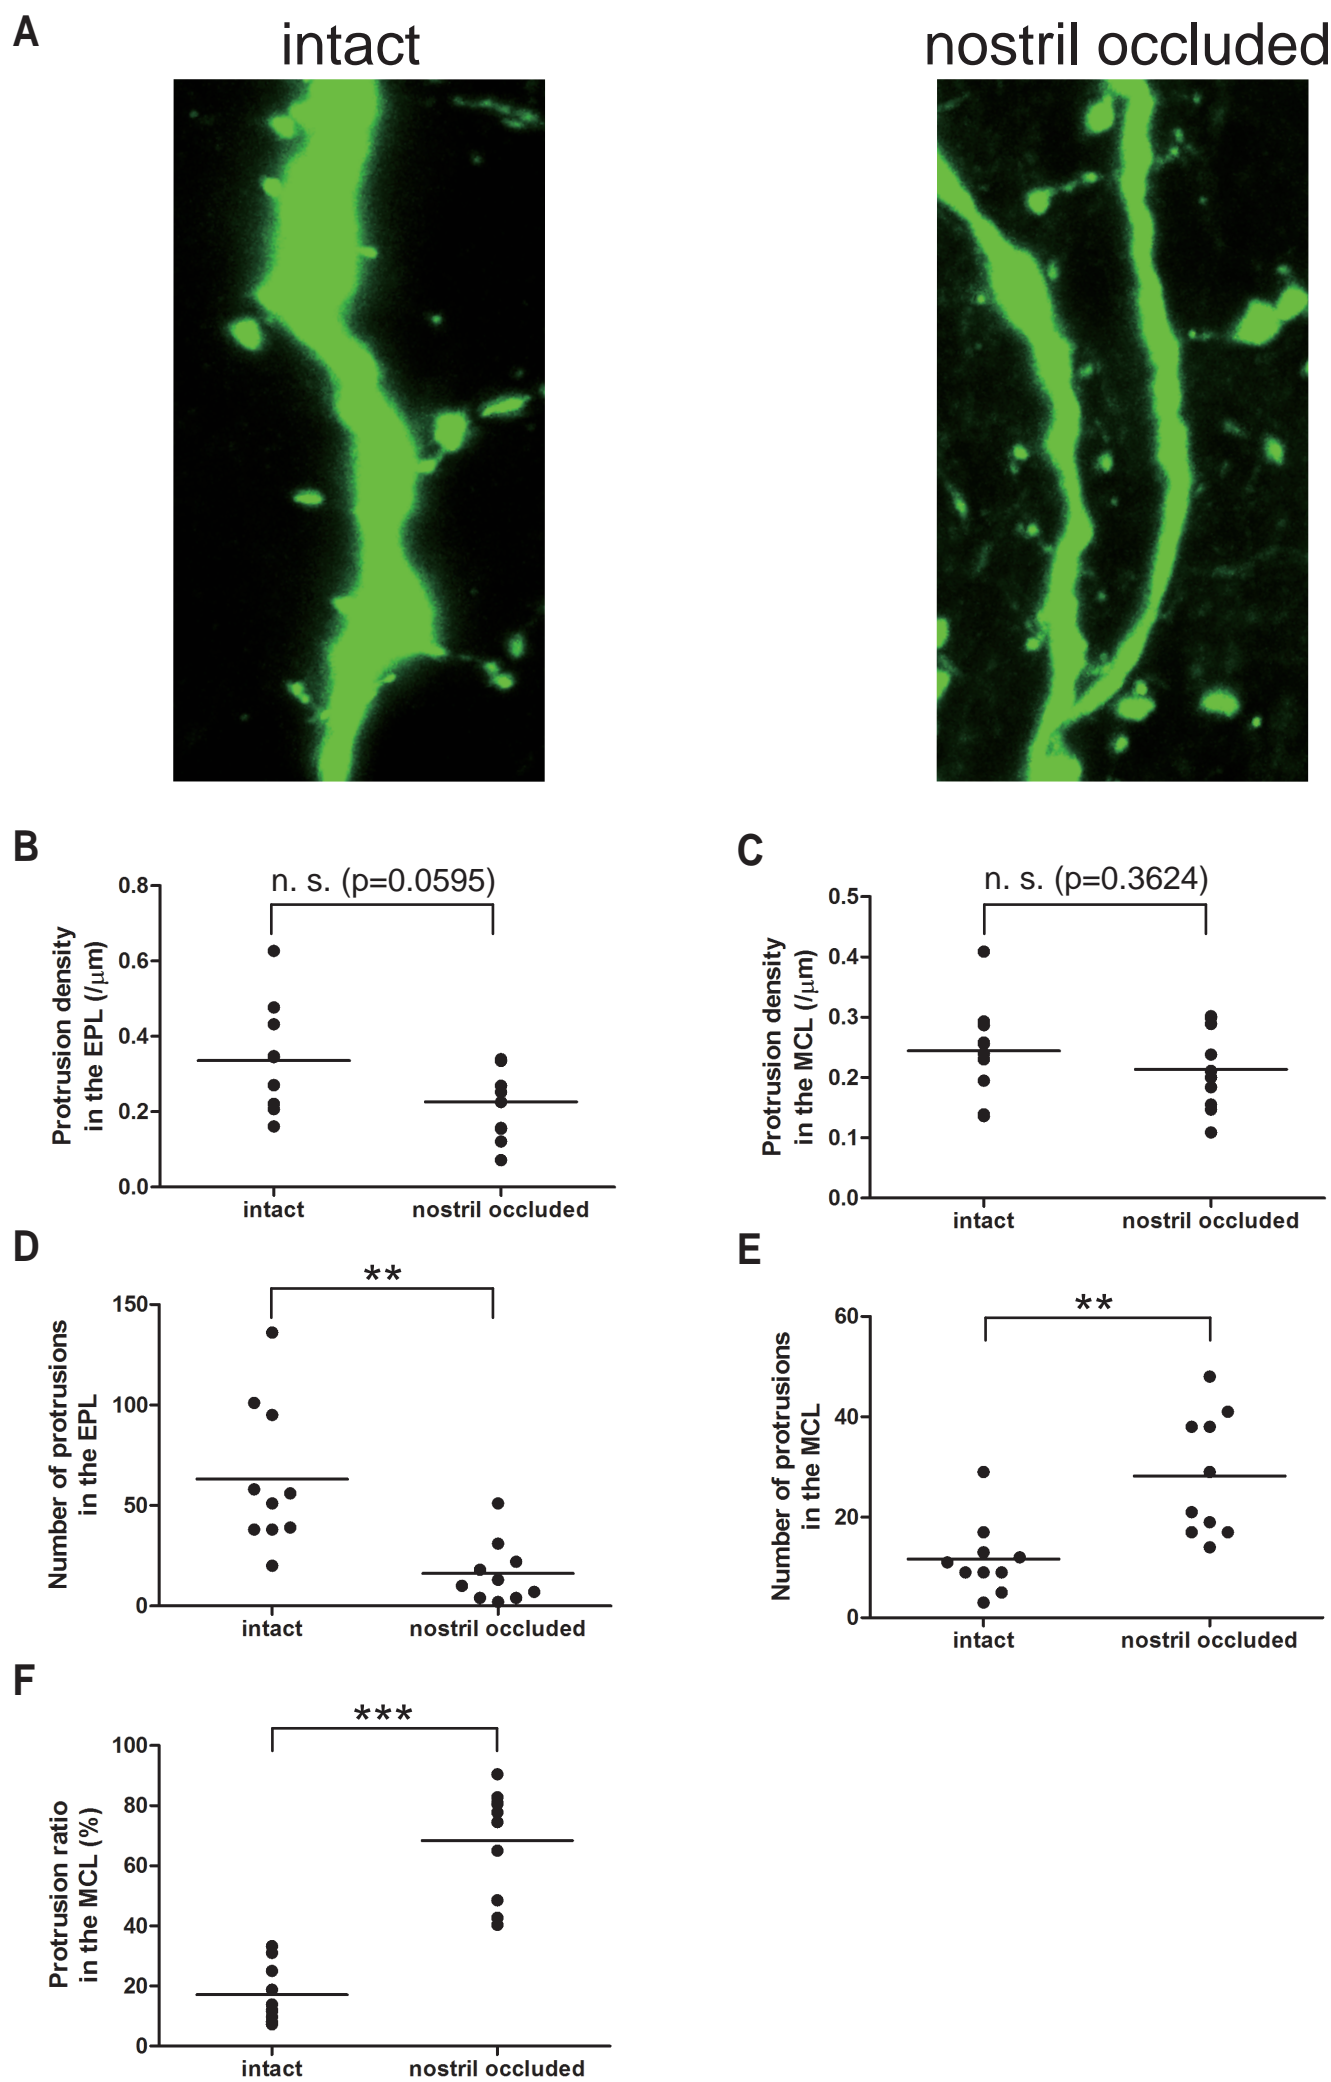 A
intact
nostril occluded
B
n. s. (p=0.0595)
Protrusion density
in the EPL (/μm)
0.8
0.6
0.4
0.2
0.0
intact
nostril occluded
C
n. s. (p=0.3624)
Protrusion density
in the MCL (/μm)
0.5
0.4
0.3
0.2
0.1
0.0
intact
nostril occluded
D
**
Number of protrusions
in the EPL
150
100
50
0
intact
nostril occluded
E
**
Number of protrusions
in the MCL
60
40
20
0
intact
nostril occluded
F
***
Protrusion ratio
in the MCL (%)
100
80
60
40
20
0
intact
nostril occluded